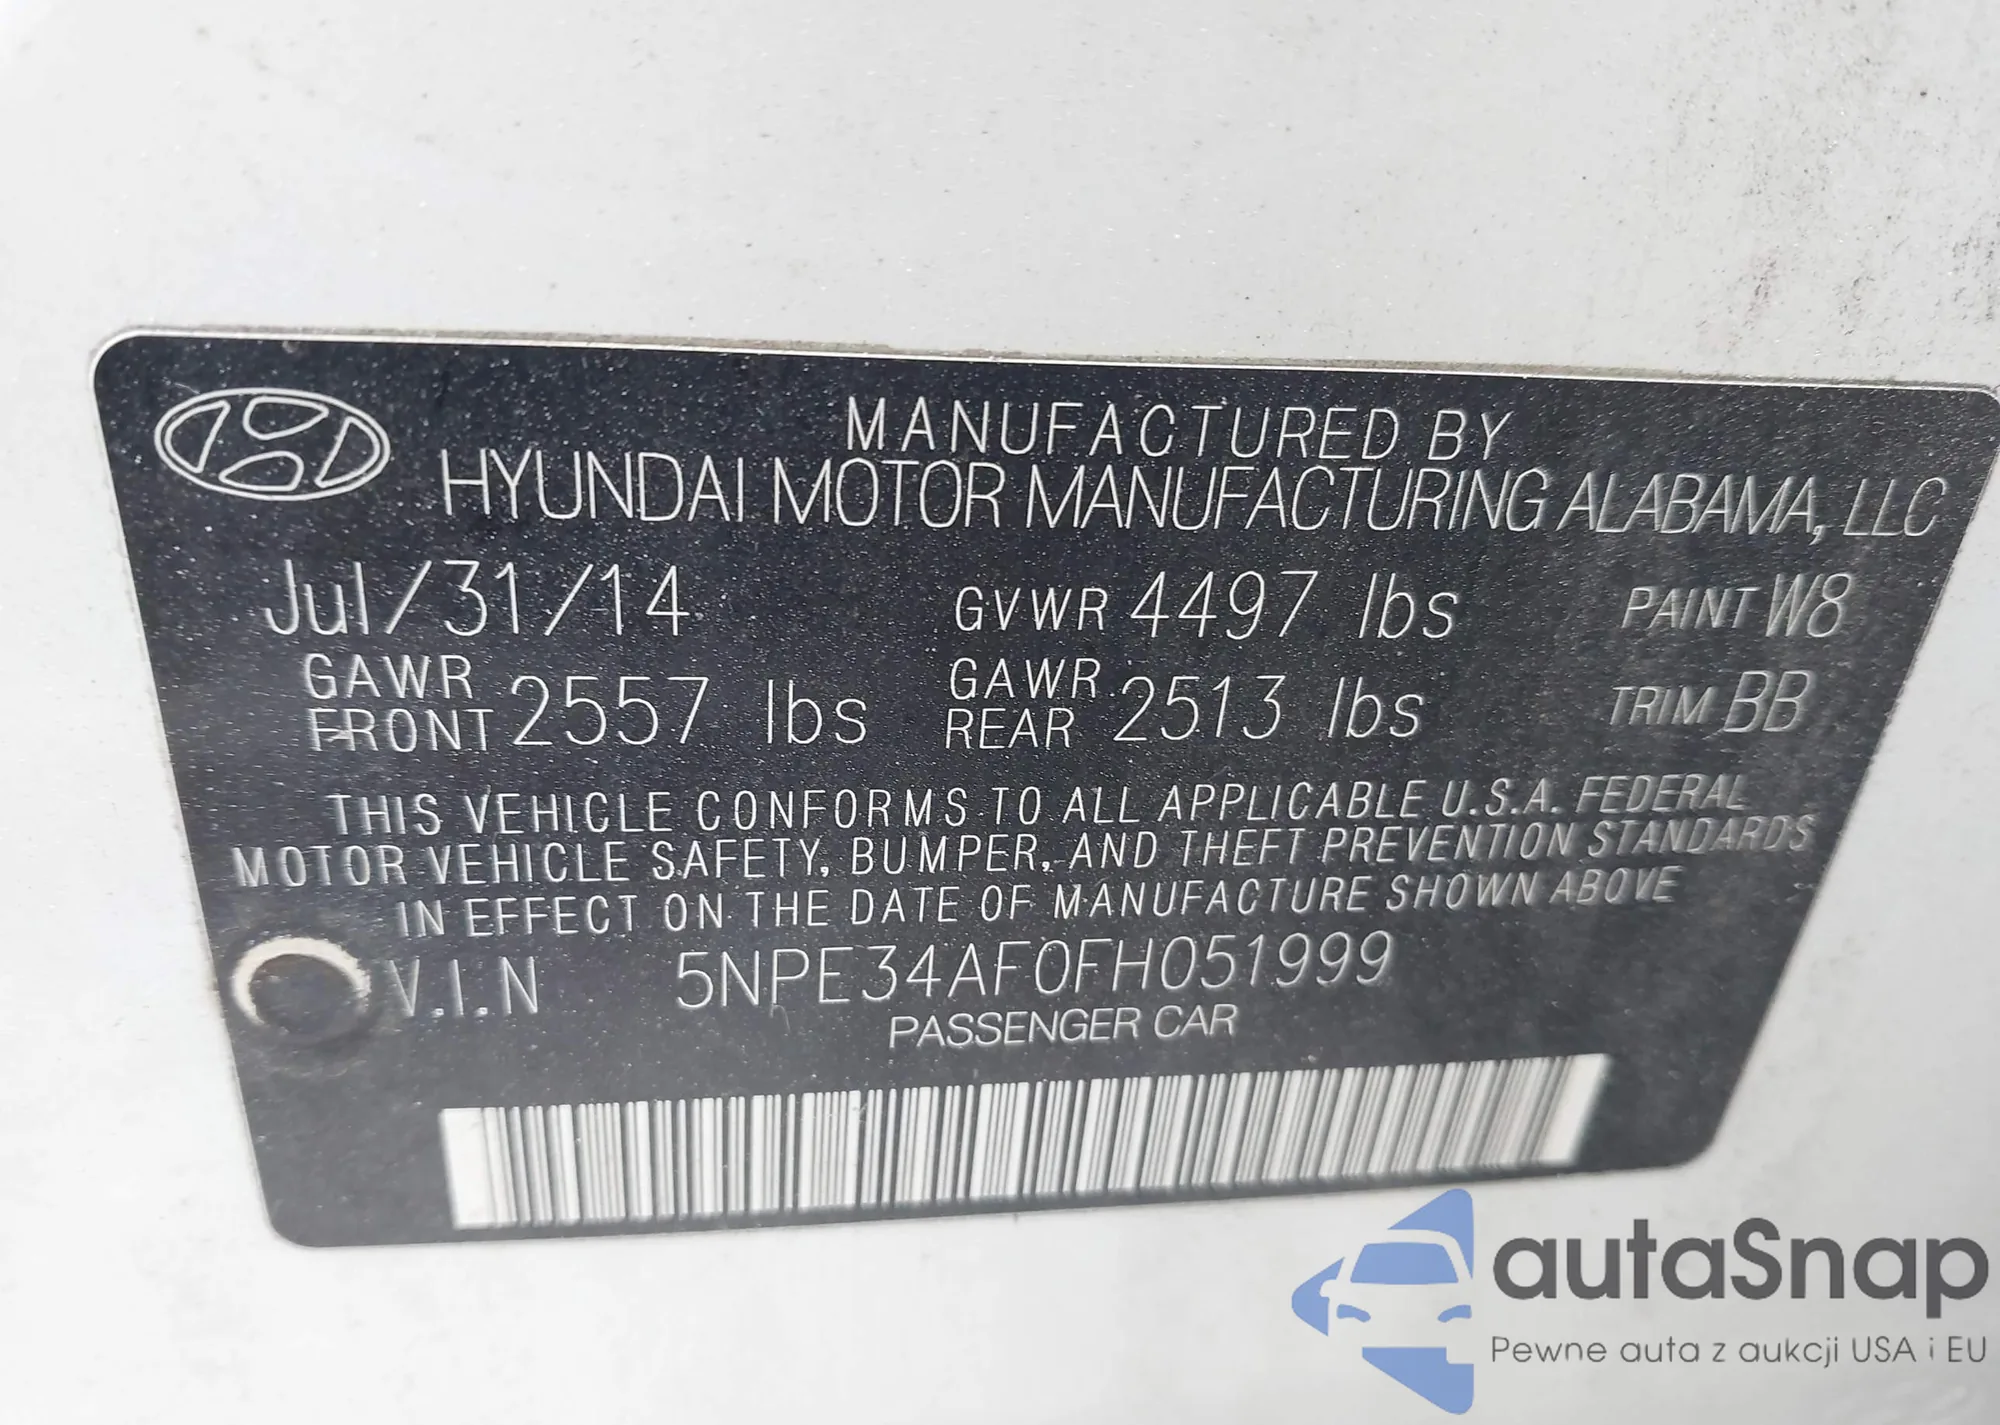 MANUFACTURED BY
HYUNDAI MOTOR MANUFACTURING ALABAMA, LLC
Jul/31/14 GVWR 4497 lbs PAINT W8
GAWR FRONT 2557 lbs GAWR REAR 2513 lbs TRIM BB
THIS VEHICLE CONFORMS TO ALL APPLICABLE U.S.A. FEDERAL
MOTOR VEHICLE SAFETY, BUMPER, AND THEFT PREVENTION STANDARDS
IN EFFECT ON THE DATE OF MANUFACTURE SHOWN ABOVE
V.I.N 5NPE34AF0FH051999
PASSENGER CAR
autaSnap
Pewne auta z aukcji USA i EU